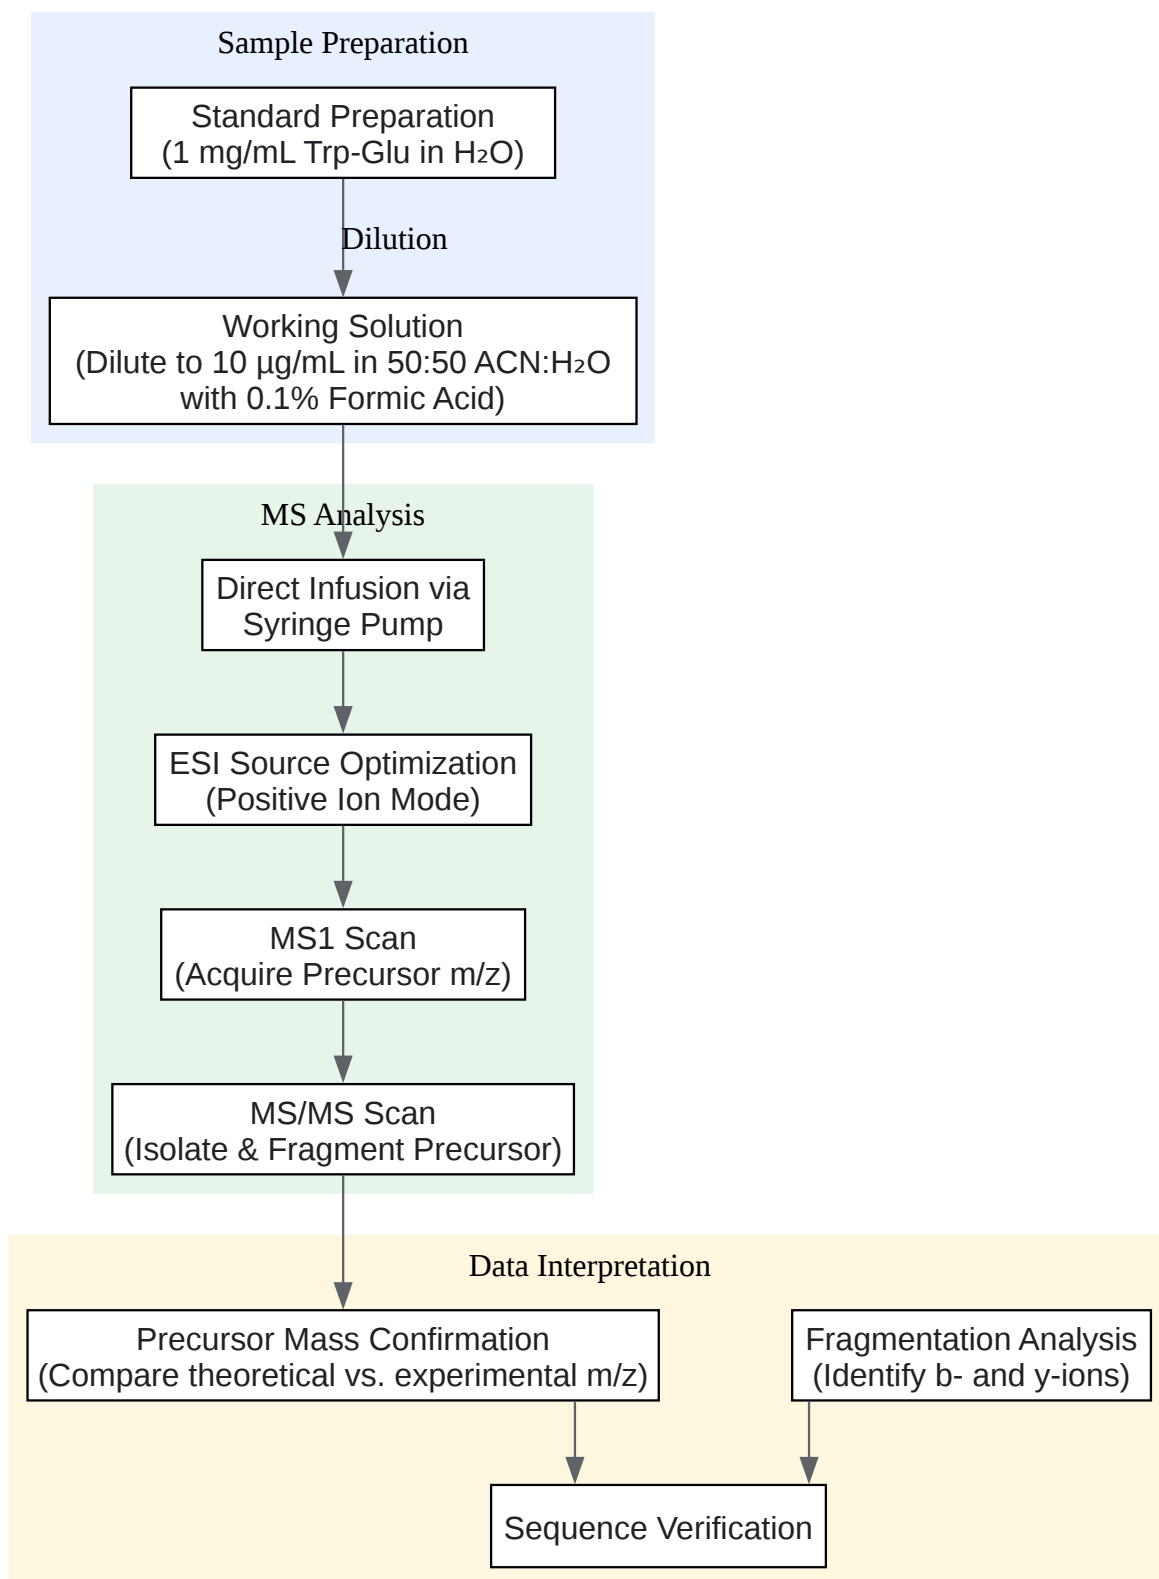 Sample Preparation
Standard Preparation
(1 mg/mL Trp-Glu in H₂O)
Dilution
Working Solution
(Dilute to 10 µg/mL in 50:50 ACN:H₂O
with 0.1% Formic Acid)
MS Analysis
Direct Infusion via
Syringe Pump
ESI Source Optimization
(Positive Ion Mode)
MS1 Scan
(Acquire Precursor m/z)
MS/MS Scan
(Isolate & Fragment Precursor)
Data Interpretation
Precursor Mass Confirmation
(Compare theoretical vs. experimental m/z)
Fragmentation Analysis
(Identify b- and y-ions)
Sequence Verification